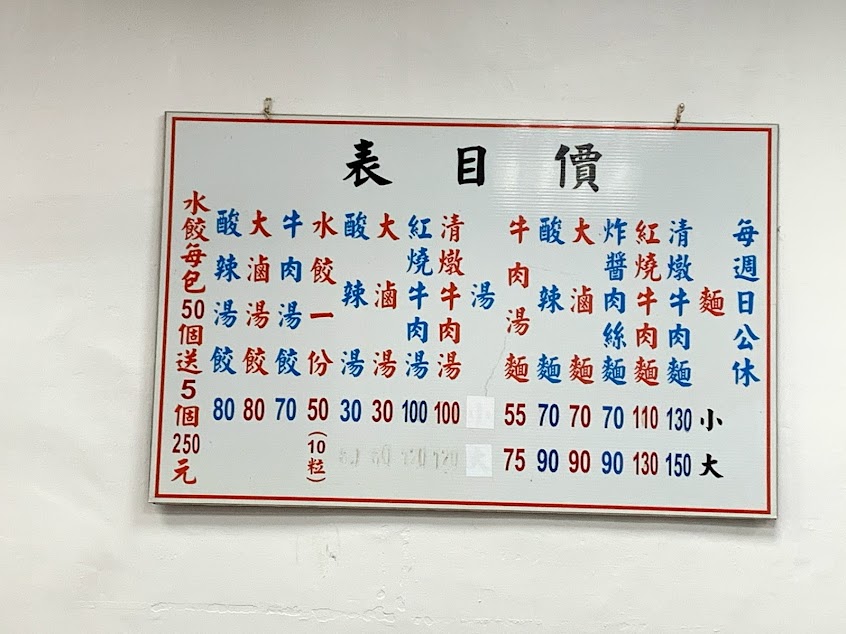 價目表
每週日公休
麵 小 大
清燉牛肉麵 130 150
紅燒牛肉麵 110 130
炸醬肉絲麵 70 90
大滷麵 70 90
酸辣麵 70 90
牛肉湯麵 55 75
湯
清燉牛肉湯 100
紅燒牛肉湯 100
大滷湯 30
酸辣湯 30
水餃一份 50 (10粒)
牛肉湯餃 70
大滷湯餃 80
酸辣湯餃 80
水餃每包50個送5個250元